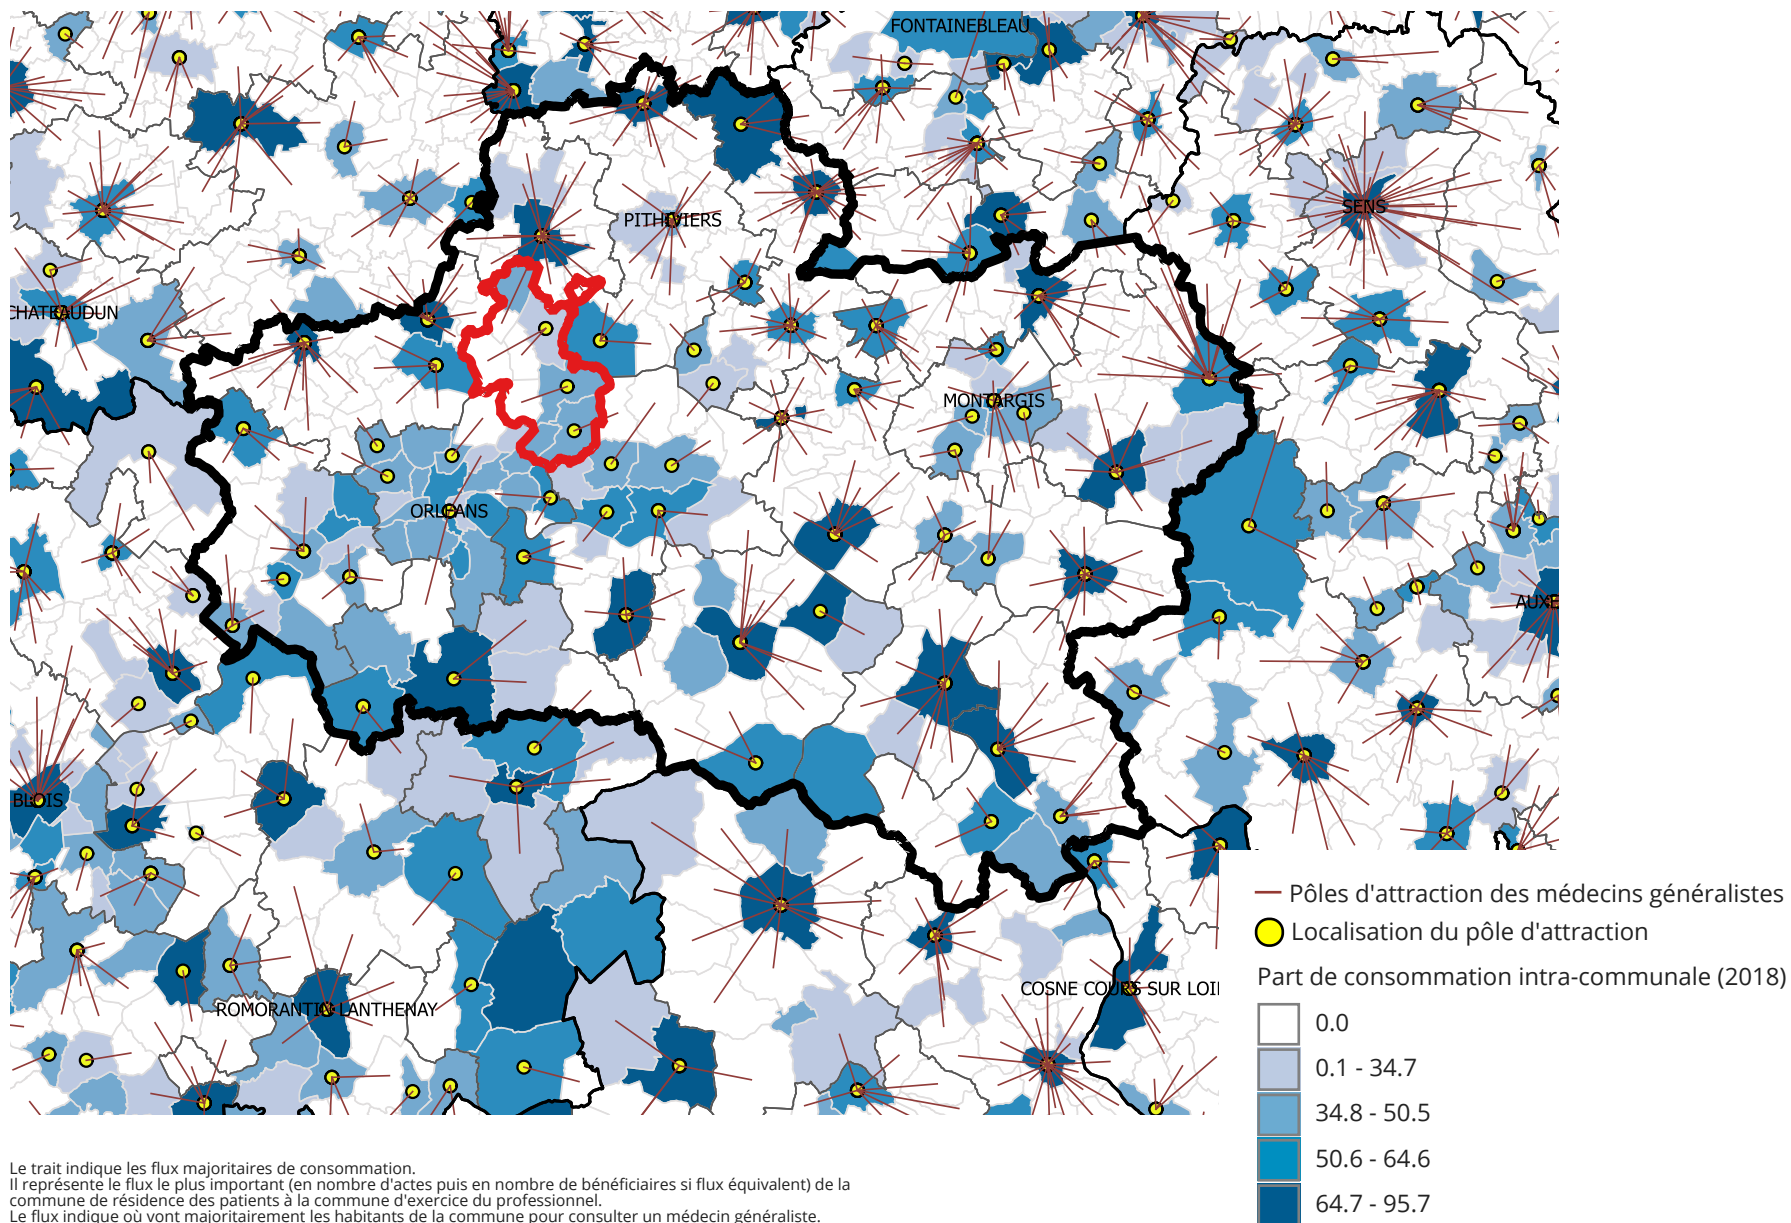 FONTAINEBLEAU
PITHIVIERS
SENS
CHATEAUDUN
MONTARGIS
ORLEANS
AUXE
BLOIS
COSNE COURS SUR LOI
ROMORANTIN LANTHENAY
Pôles d'attraction des médecins généralistes
Localisation du pôle d'attraction
Part de consommation intra-communale (2018)
0.0
0.1 - 34.7
34.8 - 50.5
50.6 - 64.6
64.7 - 95.7
Le trait indique les flux majoritaires de consommation.
Il représente le flux le plus important (en nombre d'actes puis en nombre de bénéficiaires si flux équivalent) de la
commune de résidence des patients à la commune d'exercice du professionnel.
Le flux indique où vont majoritairement les habitants de la commune pour consulter un médecin généraliste.